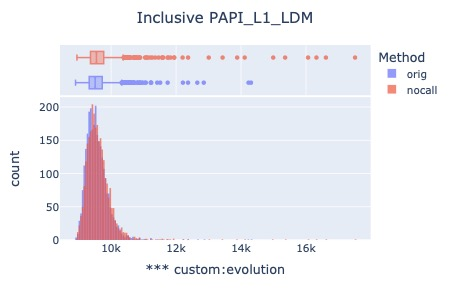 Inclusive PAPI_L1_LDM
Method
orig
nocall
count
200
150
100
50
0
10k 12k 14k 16k
*** custom:evolution